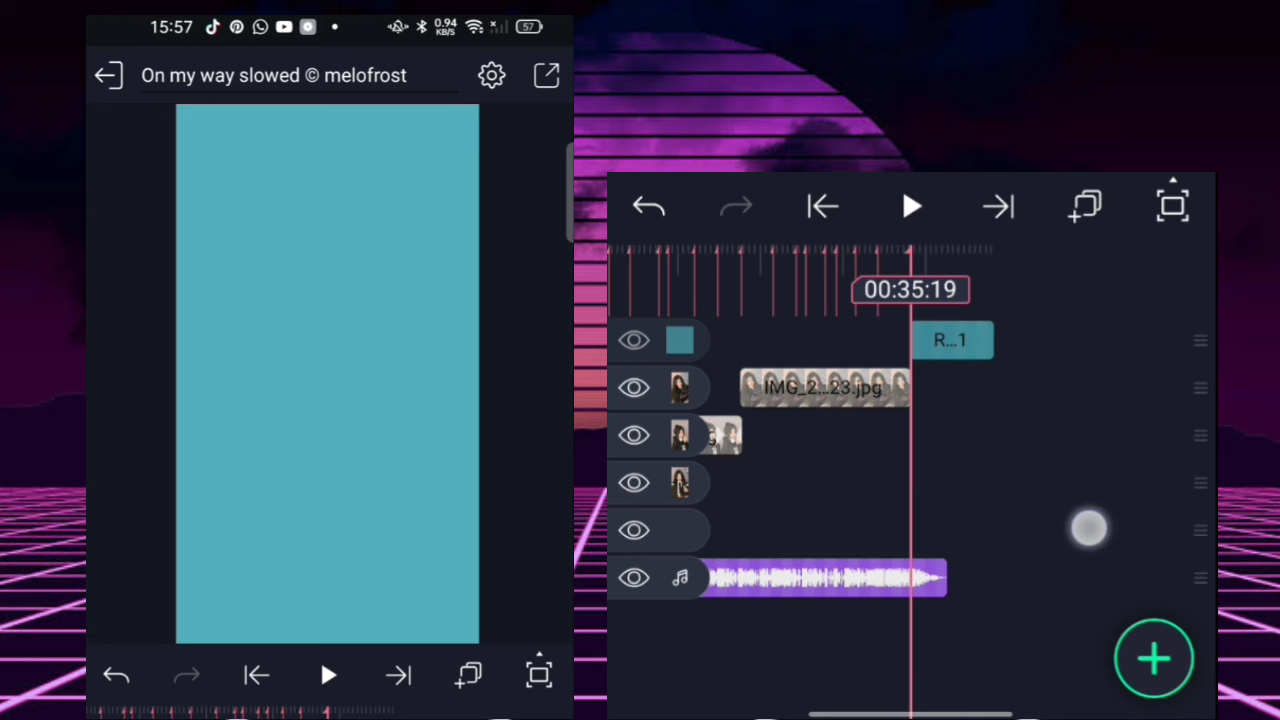 15:57
0.94
KB/S
57
On my way slowed © melofrost
00:35:19
R...1
IMG_2...23.jpg